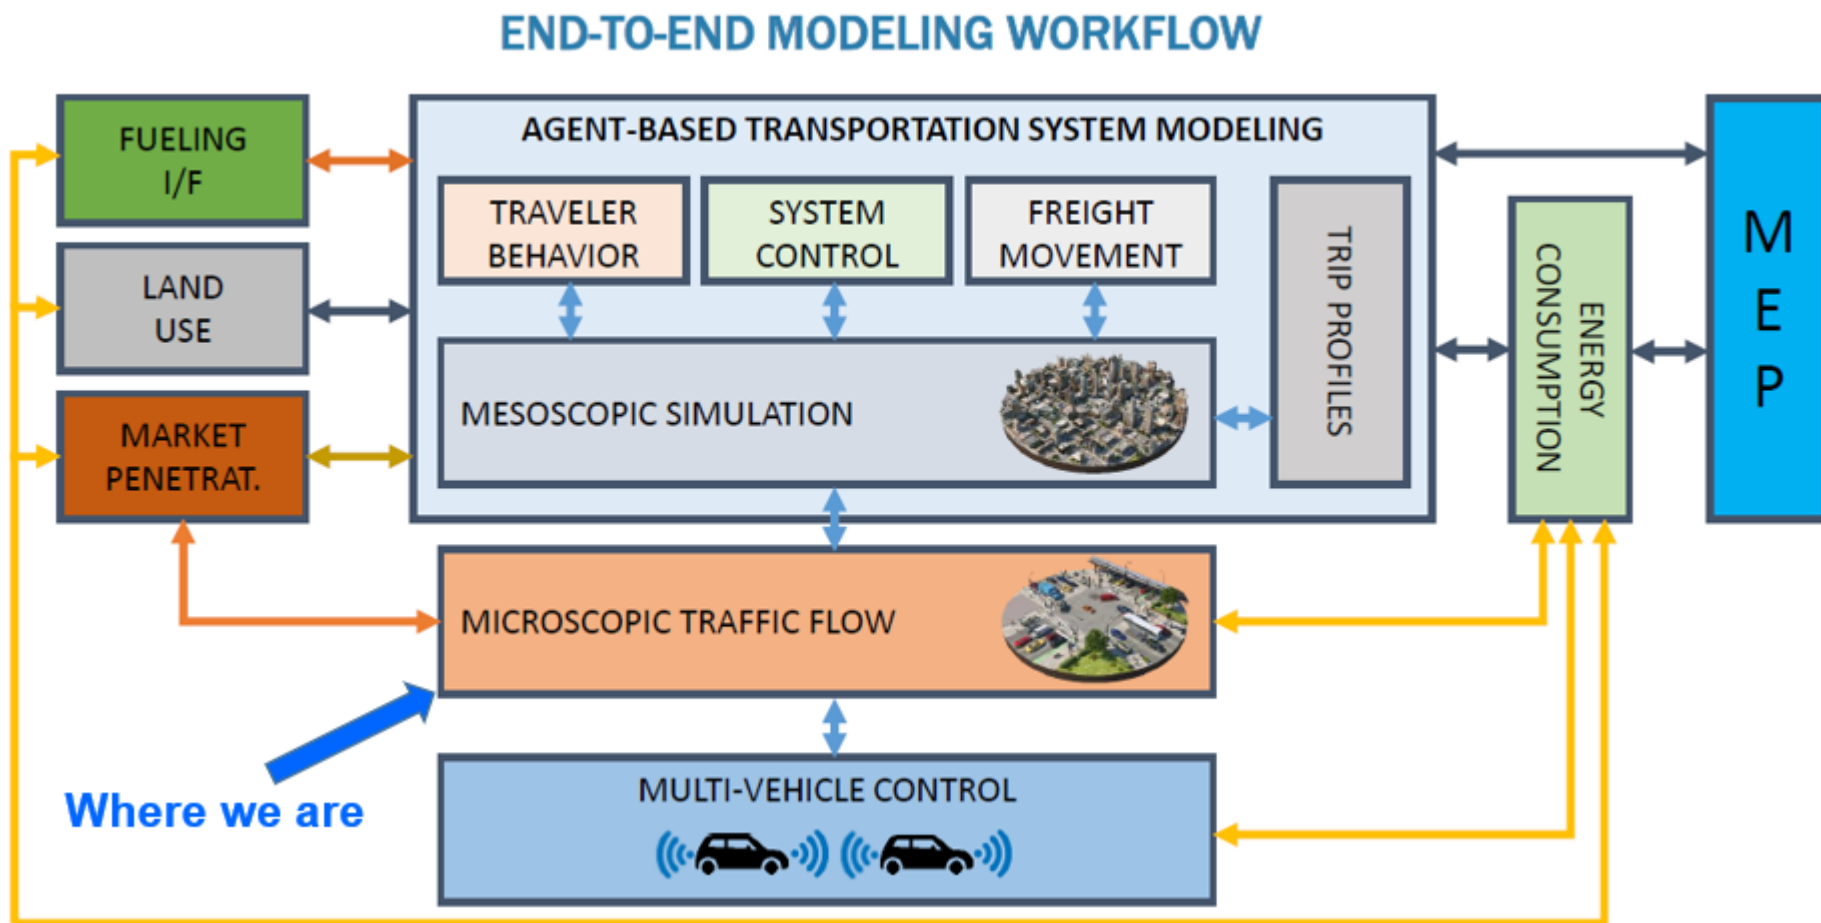 END-TO-END MODELING WORKFLOW
FUELING
I/F
LAND
USE
MARKET
PENETRAT.
AGENT-BASED TRANSPORTATION SYSTEM MODELING
TRAVELER
BEHAVIOR
SYSTEM
CONTROL
FREIGHT
MOVEMENT
TRIP PROFILES
MESOSCOPIC SIMULATION
ENERGY
CONSUMPTION
M
E
P
MICROSCOPIC TRAFFIC FLOW
Where we are
MULTI-VEHICLE CONTROL